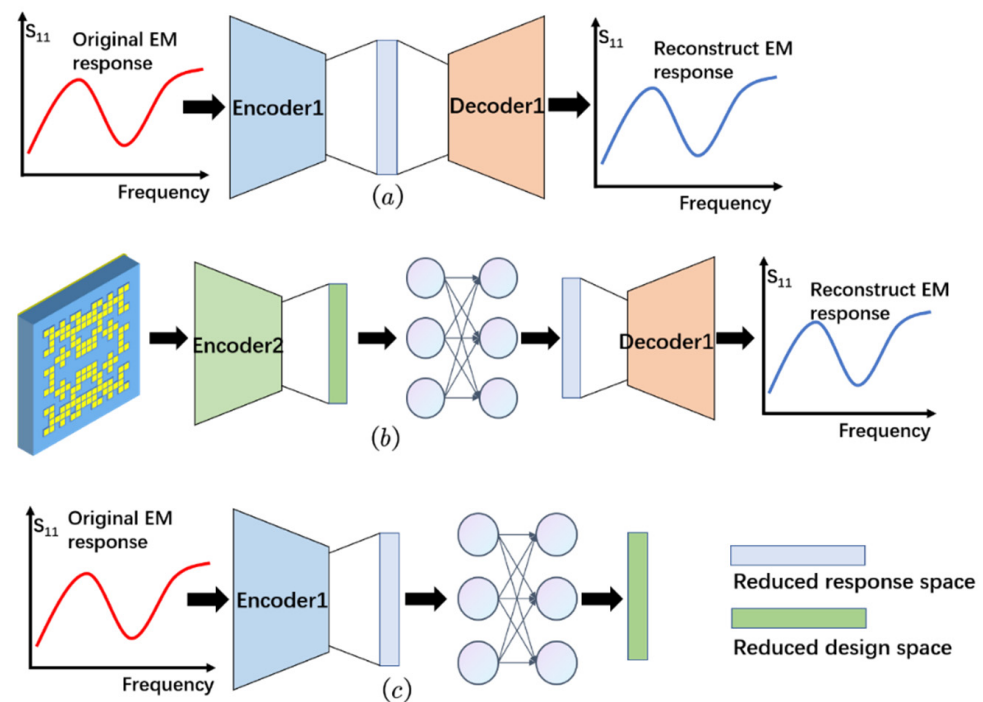 S11
Original EM
response
Encoder1
Decoder1
S11
Reconstruct EM
response
Frequency
(a)
Frequency
Encoder2
Decoder1
S11
Reconstruct EM
response
(b)
Frequency
S11
Original EM
response
Encoder1
Frequency
(c)
Reduced response space
Reduced design space